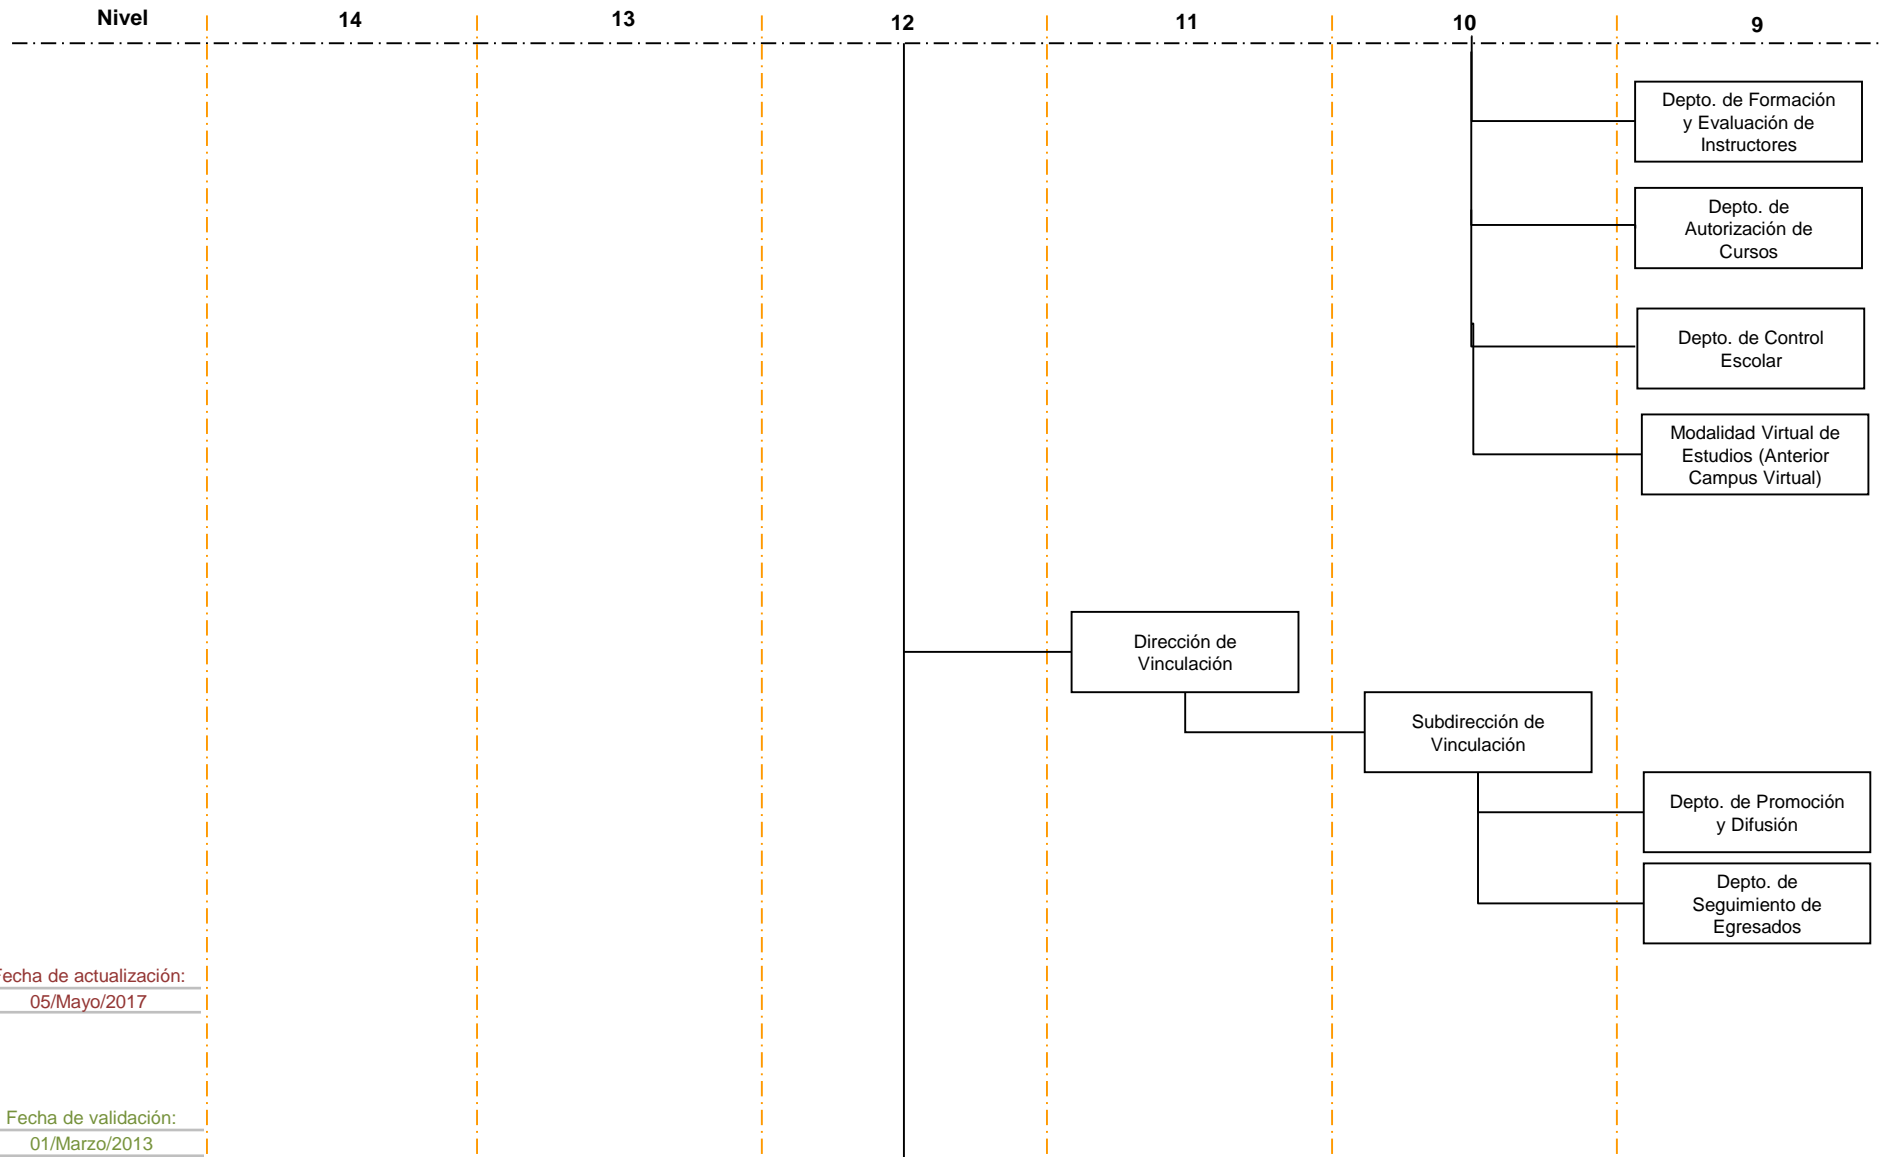 Nivel 14 13 12 11 10 9
Depto. de Formación
y Evaluación de
Instructores
Depto. de
Autorización de
Cursos
Depto. de Control
Escolar
Modalidad Virtual de
Estudios (Anterior
Campus Virtual)
Dirección de
Vinculación
Subdirección de
Vinculación
Depto. de Promoción
y Difusión
Depto. de
Seguimiento de
Egresados
Fecha de actualización:
05/Mayo/2017
Fecha de validación:
01/Marzo/2013